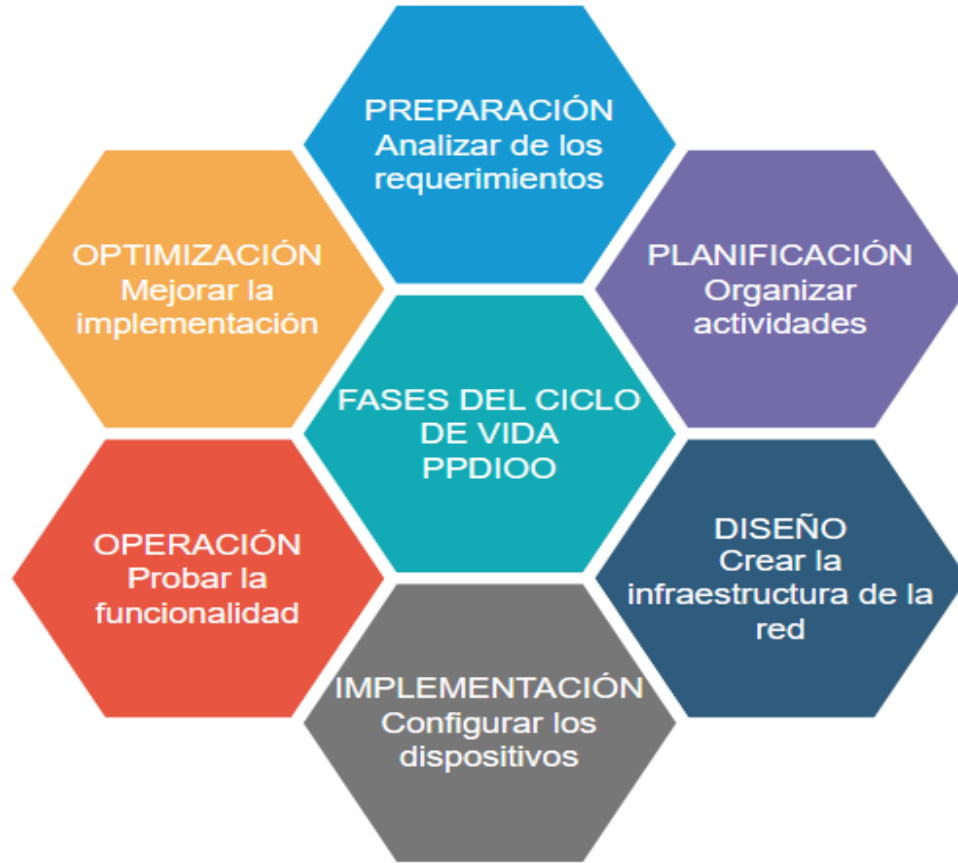 PREPARACIÓN
Analizar de los
requerimientos
PLANIFICACIÓN
Organizar
actividades
DISEÑO
Crear la
infraestructura de la
red
IMPLEMENTACIÓN
Configurar los
dispositivos
OPERACIÓN
Probar la
funcionalidad
OPTIMIZACIÓN
Mejorar la
implementación
FASES DEL CICLO
DE VIDA
PPDIOO